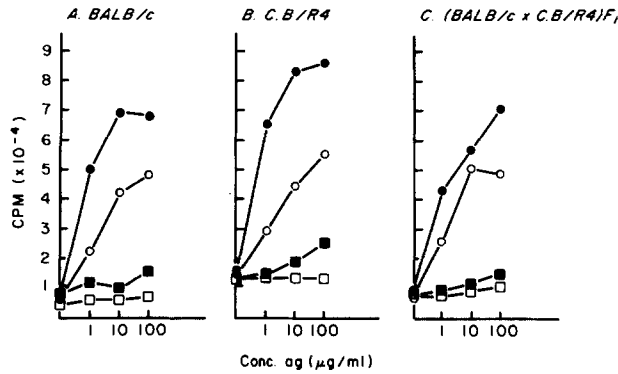 A. BALB/c
B. C.B/R4
C. (BALB/c x C.B/R4)F1
CPM (x10-4)
9
8
7
6
5
4
3
2
1
1 10 100
1 10 100
1 10 100
Conc. ag (μg/ml)